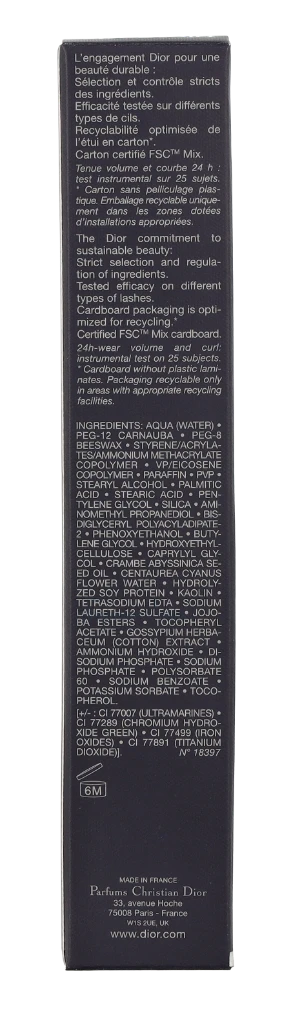 L'engagement Dior pour une
beauté durable :
Sélection et contrôle stricts
des ingrédients.
Efficacité testée sur différents
types de cils.
Recyclabilité optimisée de
l'étui en carton*.
Carton certifié FSC™ Mix.
Tenue volume et courbe 24 h :
test instrumental sur 25 sujets.
* Carton sans pelliculage plas-
tique. Emballage recyclable unique-
ment dans les zones dotées
d'installations appropriées.
The Dior commitment to
sustainable beauty:
Strict selection and regula-
tion of ingredients.
Tested efficacy on different
types of lashes.
Cardboard packaging is opti-
mized for recycling.*
Certified FSC™ Mix cardboard.
24h-wear volume and curl:
instrumental test on 25 subjects.
* Cardboard without plastic lami-
nates. Packaging recyclable only
in areas with appropriate recycling
facilities.
INGREDIENTS: AQUA (WATER) •
PEG-12 CARNAUBA • PEG-8
BEESWAX • STYRENE/ACRYLA-
TES/AMMONIUM METHACRYLATE
COPOLYMER • VP/EICOSENE
COPOLYMER • PARAFFIN • PVP •
STEARYL ALCOHOL • PALMITIC
ACID • STEARIC ACID • PEN-
TYLENE GLYCOL • SILICA • AMI-
NOMETHYL PROPANEDIOL • BIS-
DIGLYCERYL POLYACYLADIPATE-
2 • PHENOXYETHANOL • BUTY-
LENE GLYCOL • HYDROXYETHYL-
CELLULOSE • CAPRYLYL GLY-
COL • CRAMBE ABYSSINICA SE-
ED OIL • CENTAUREA CYANUS
FLOWER WATER • HYDROLY-
ZED SOY PROTEIN • KAOLIN •
TETRASODIUM EDTA • SODIUM
LAURETH-12 SULFATE • JOJO-
BA ESTERS • TOCOPHERYL
ACETATE • GOSSYPIUM HERBA-
CEUM (COTTON) EXTRACT •
AMMONIUM HYDROXIDE • DI-
SODIUM PHOSPHATE • SODIUM
PHOSPHATE • POLYSORBATE
60 • SODIUM BENZOATE •
POTASSIUM SORBATE • TOCO-
PHEROL.
[+/- : CI 77007 (ULTRAMARINES) •
CI 77289 (CHROMIUM HYDRO-
XIDE GREEN) • CI 77499 (IRON
OXIDES) • CI 77891 (TITANIUM
DIOXIDE)]. N° 18397
6M
MADE IN FRANCE
Parfums Christian Dior
33, avenue Hoche
75008 Paris - France
W1S 2UE, UK
www.dior.com